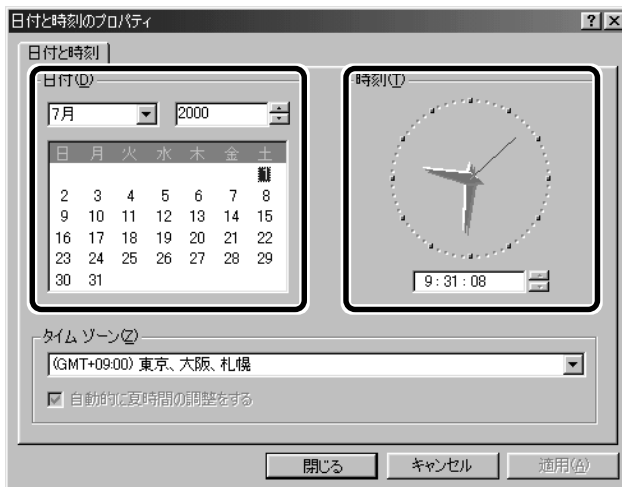 日付と時刻のプロパティ
日付と時刻
日付(D)
7月 2000
日 月 火 水 木 金 土
1
2 3 4 5 6 7 8
9 10 11 12 13 14 15
16 17 18 19 20 21 22
23 24 25 26 27 28 29
30 31
時刻(T)
9:31:08
タイム ゾーン(Z)
(GMT+09:00) 東京、大阪、札幌
自動的に夏時間の調整をする
閉じる キャンセル 適用(A)